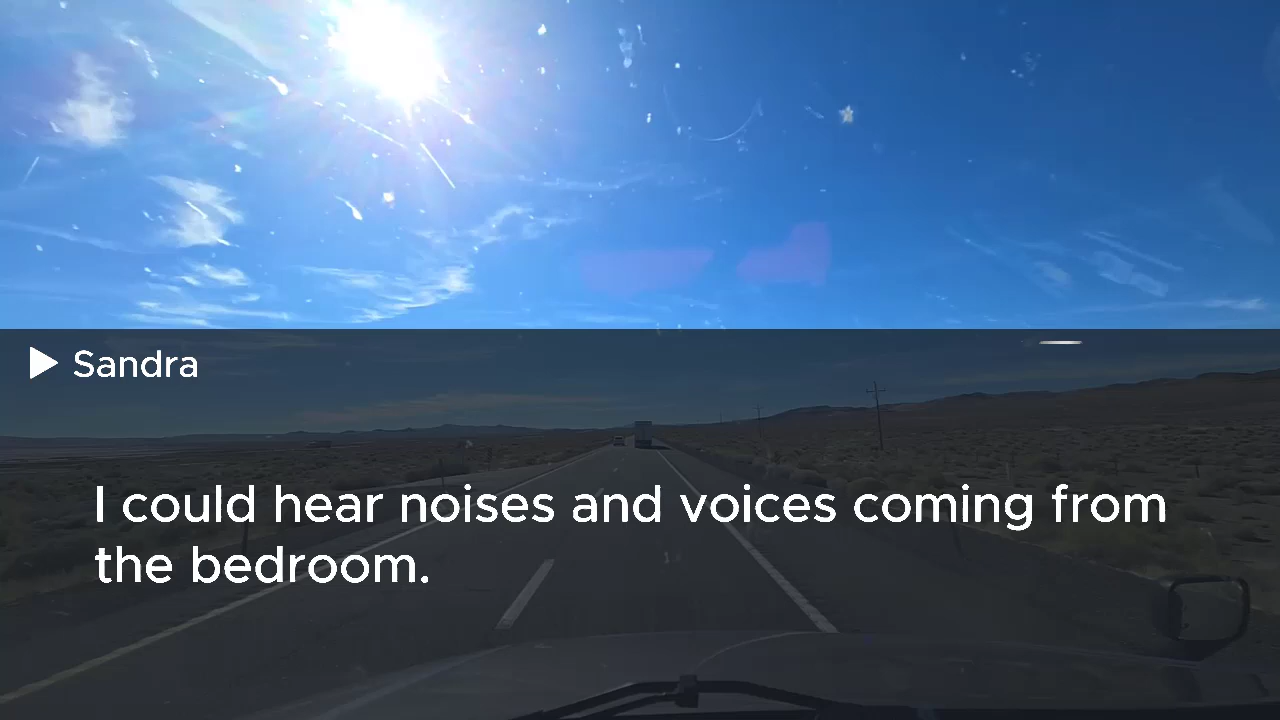 Sandra
I could hear noises and voices coming from
the bedroom.